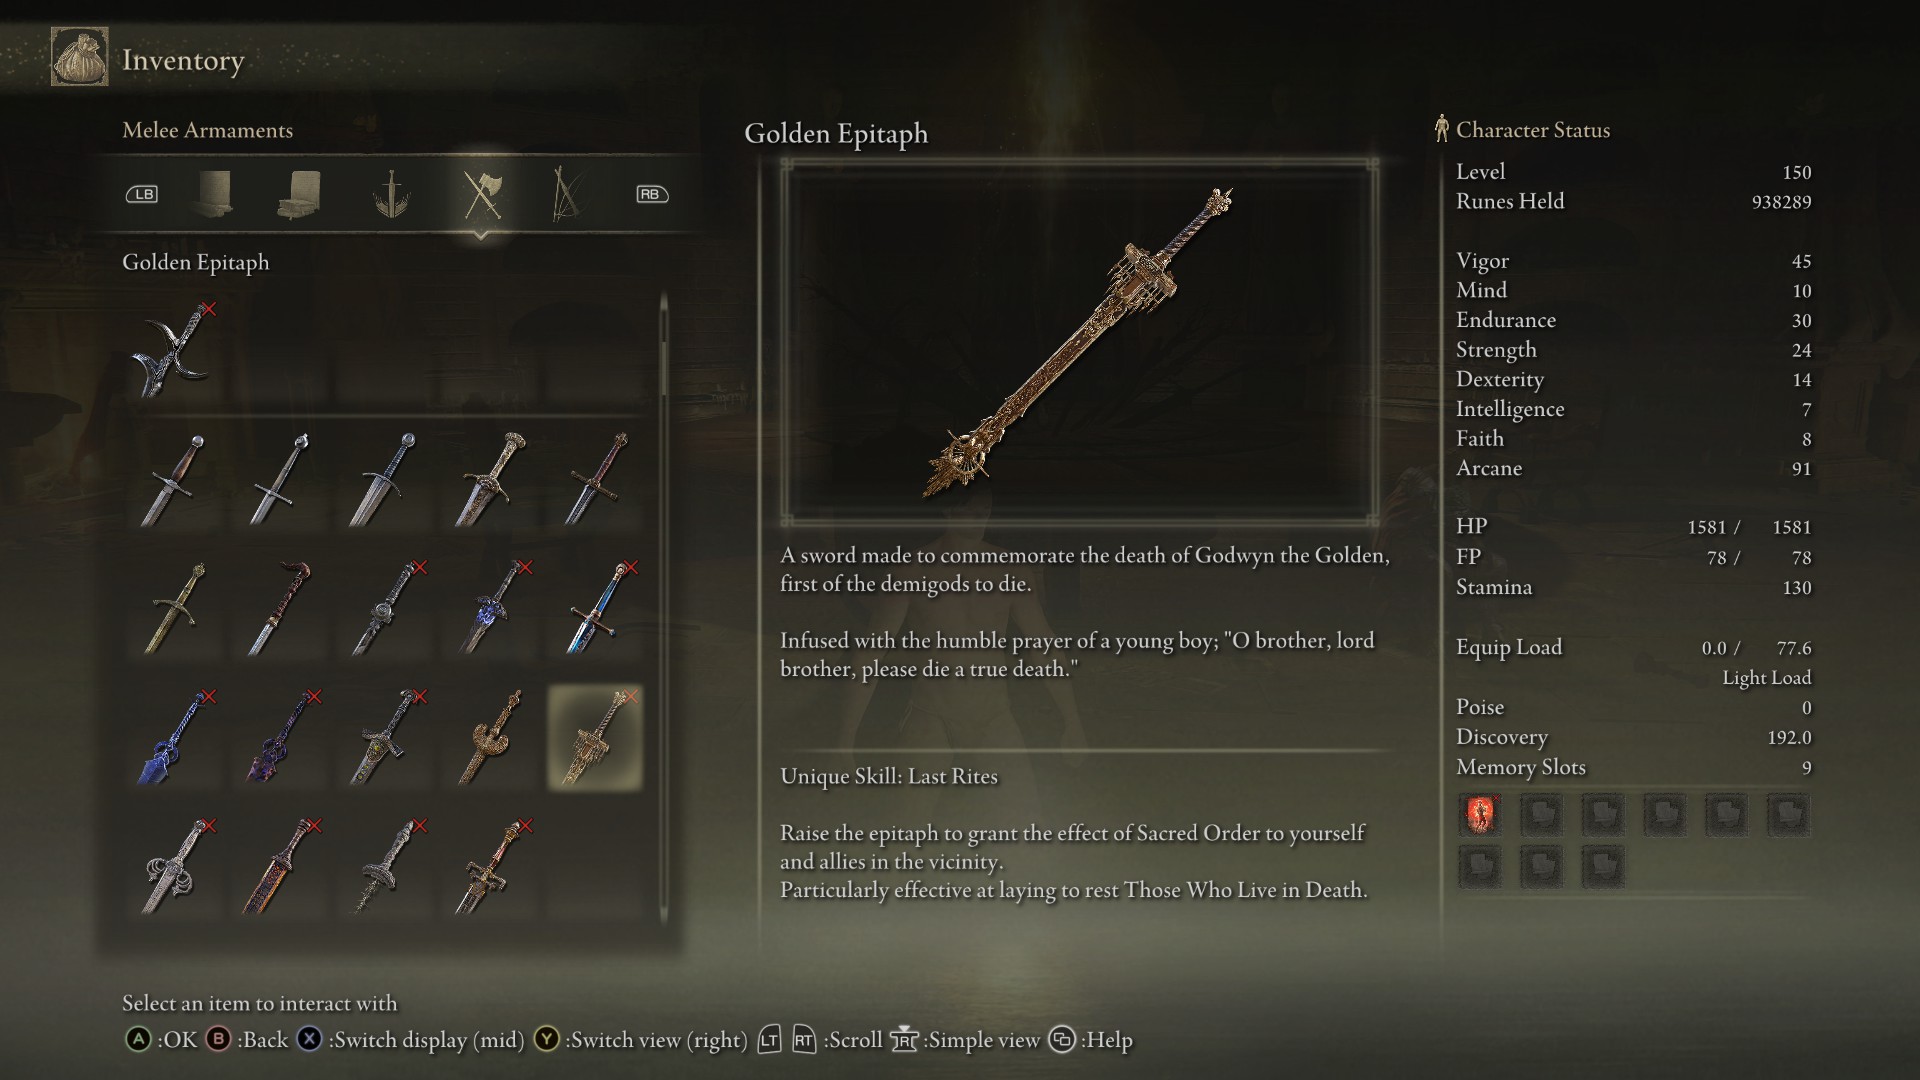 Inventory
Melee Armaments
LB
RB
Golden Epitaph
Golden Epitaph
A sword made to commemorate the death of Godwyn the Golden,
first of the demigods to die.
Infused with the humble prayer of a young boy; "O brother, lord
brother, please die a true death."
Unique Skill: Last Rites
Raise the epitaph to grant the effect of Sacred Order to yourself
and allies in the vicinity.
Particularly effective at laying to rest Those Who Live in Death.
Character Status
Level 150
Runes Held 938289
Vigor 45
Mind 10
Endurance 30
Strength 24
Dexterity 14
Intelligence 7
Faith 8
Arcane 91
HP 1581 / 1581
FP 78 / 78
Stamina 130
Equip Load 0.0 / 77.6
Light Load
Poise 0
Discovery 192.0
Memory Slots 9
Select an item to interact with
A :OK B :Back X :Switch display (mid) Y :Switch view (right) LT RT :Scroll R :Simple view :Help